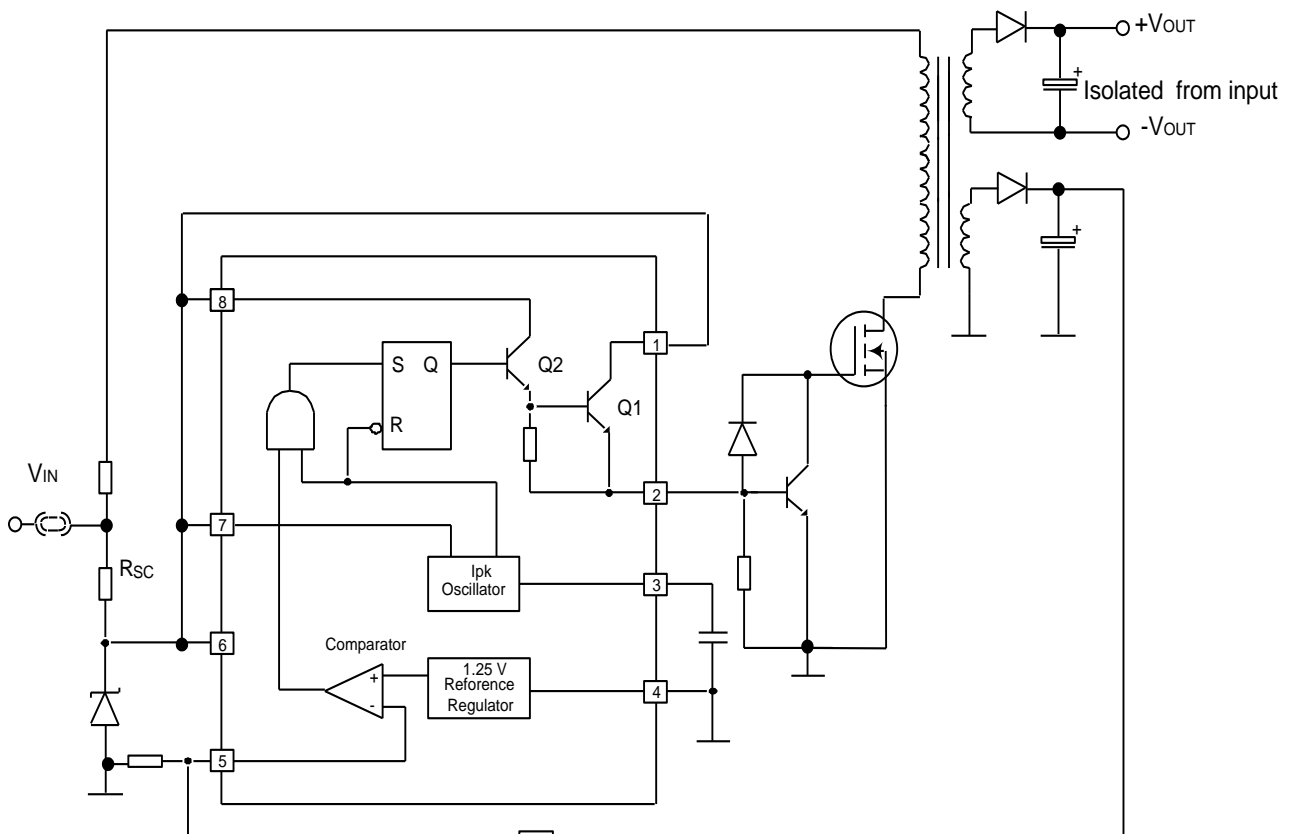 +VOUT
+
Isolated from input
-VOUT
+
8
1
S Q
Q2
R
Q1
VIN
2
7
RSC
Ipk
Oscillator
3
6
Comparator
+
-
1.25 V
Reforence
Regulator
4
5